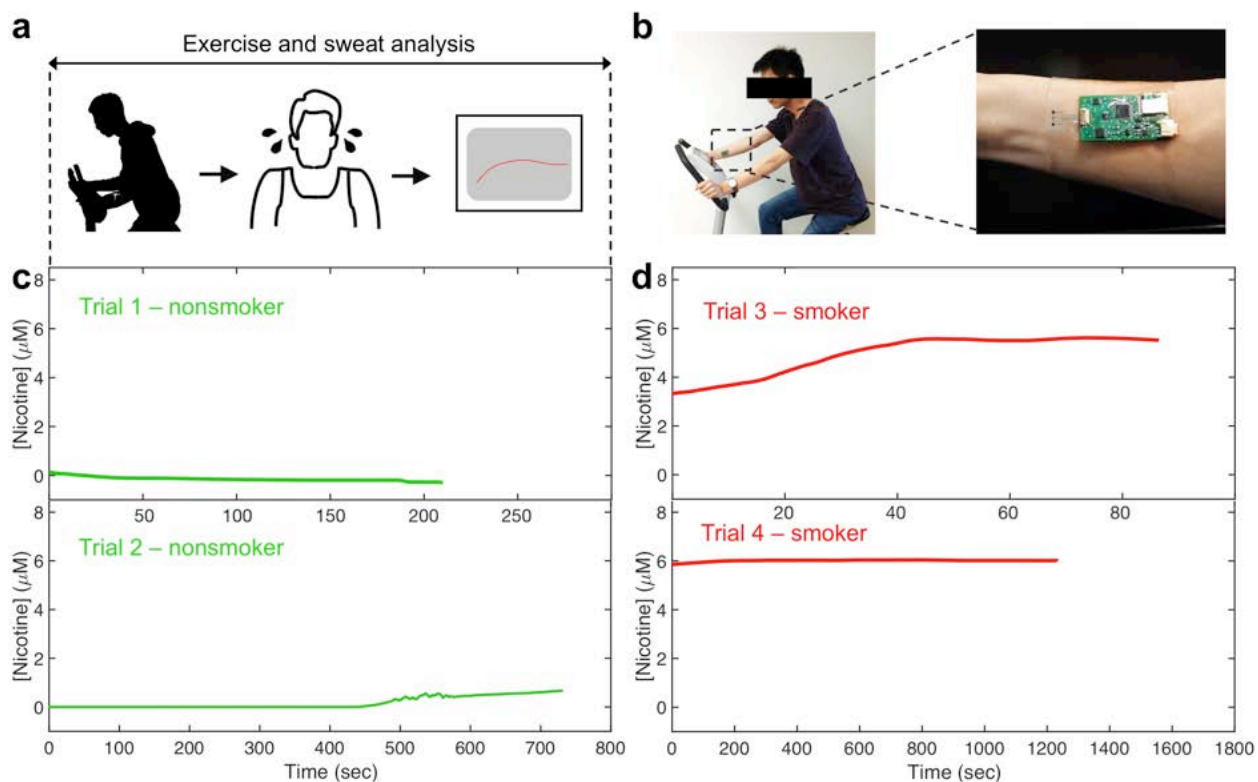 a
Exercise and sweat analysis
b
c
8
6
4
2
0
[Nicotine] (μM)
Trial 1 – nonsmoker
50 100 150 200 250
8
6
4
2
0
[Nicotine] (μM)
Trial 2 – nonsmoker
0 100 200 300 400 500 600 700 800
Time (sec)
d
8
6
4
2
0
[Nicotine] (μM)
Trial 3 – smoker
20 40 60 80
8
6
4
2
0
[Nicotine] (μM)
Trial 4 – smoker
0 200 400 600 800 1000 1200 1400 1600 1800
Time (sec)